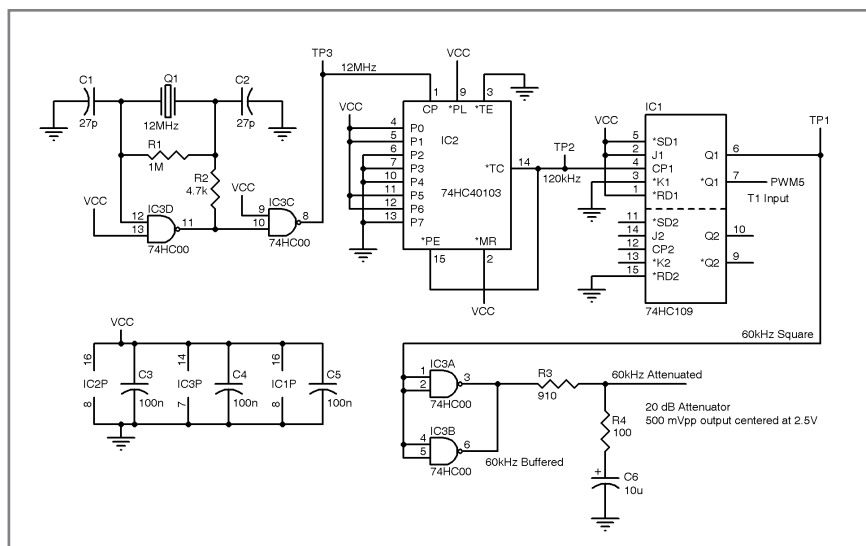 C1
27p
Q1
12MHz
C2
27p
R1
1M
R2
4.7k
VCC
12
13
IC3D
11
74HC00
VCC
9
10
IC3C
8
74HC00
TP3
12MHz
VCC
1
9
3
CP
*PL
*TE
VCC
4
5
6
7
10
11
12
13
P0
P1
P2
P3
P4
P5
P6
P7
IC2
74HC40103
*TC
14
*PE
*MR
15
2
VCC
TP2
120kHz
VCC
IC1
5
2
4
3
1
*SD1
J1
CP1
*K1
*RD1
Q1
6
*Q1
7
PWM5
T1 Input
TP1
11
14
12
13
15
*SD2
J2
CP2
*K2
*RD2
Q2
10
*Q2
9
74HC109
60kHz Square
VCC
16
IC2P
8
C3
100n
14
IC3P
7
C4
100n
16
IC1P
8
C5
100n
IC3A
1
2
3
74HC00
IC3B
4
5
6
74HC00
60kHz Buffered
R3
910
60kHz Attenuated
20 dB Attenuator
500 mVpp output centered at 2.5V
R4
100
+
C6
10u